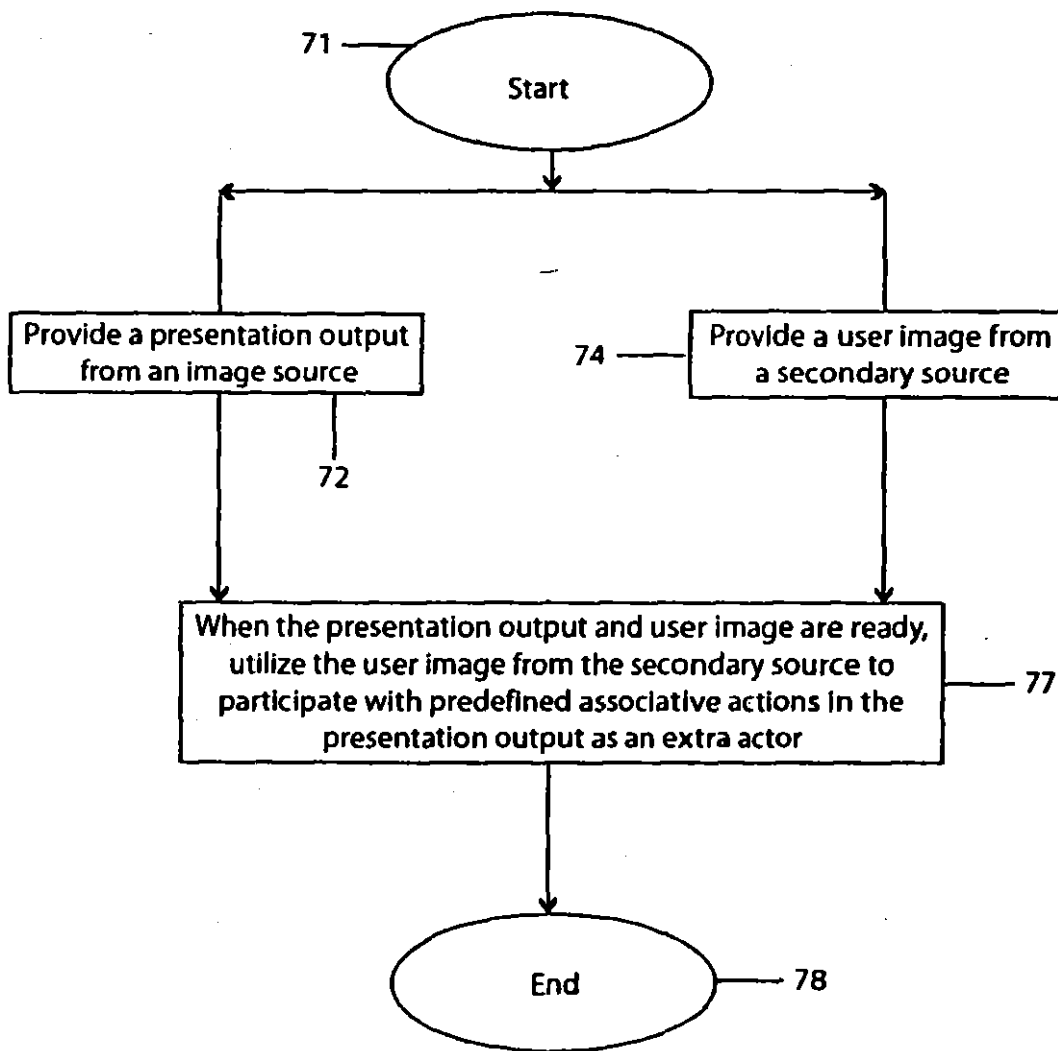 71
Start
Provide a presentation output
from an image source
72
74
Provide a user image from
a secondary source
When the presentation output and user image are ready,
utilize the user image from the secondary source to
participate with predefined associative actions in the
presentation output as an extra actor
77
End
78